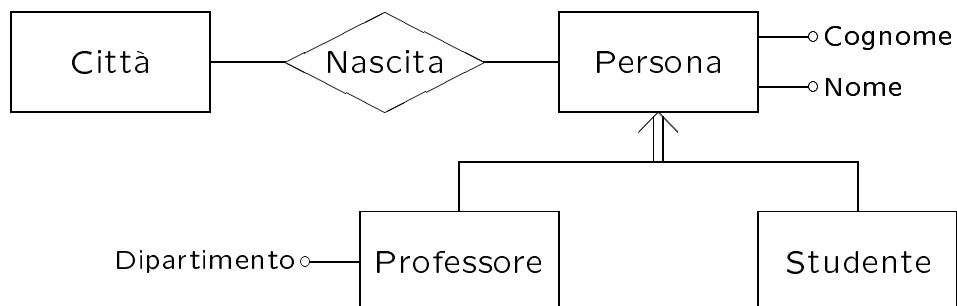 Città
Nascita
Persona
Cognome
Nome
Dipartimento
Professore
Studente